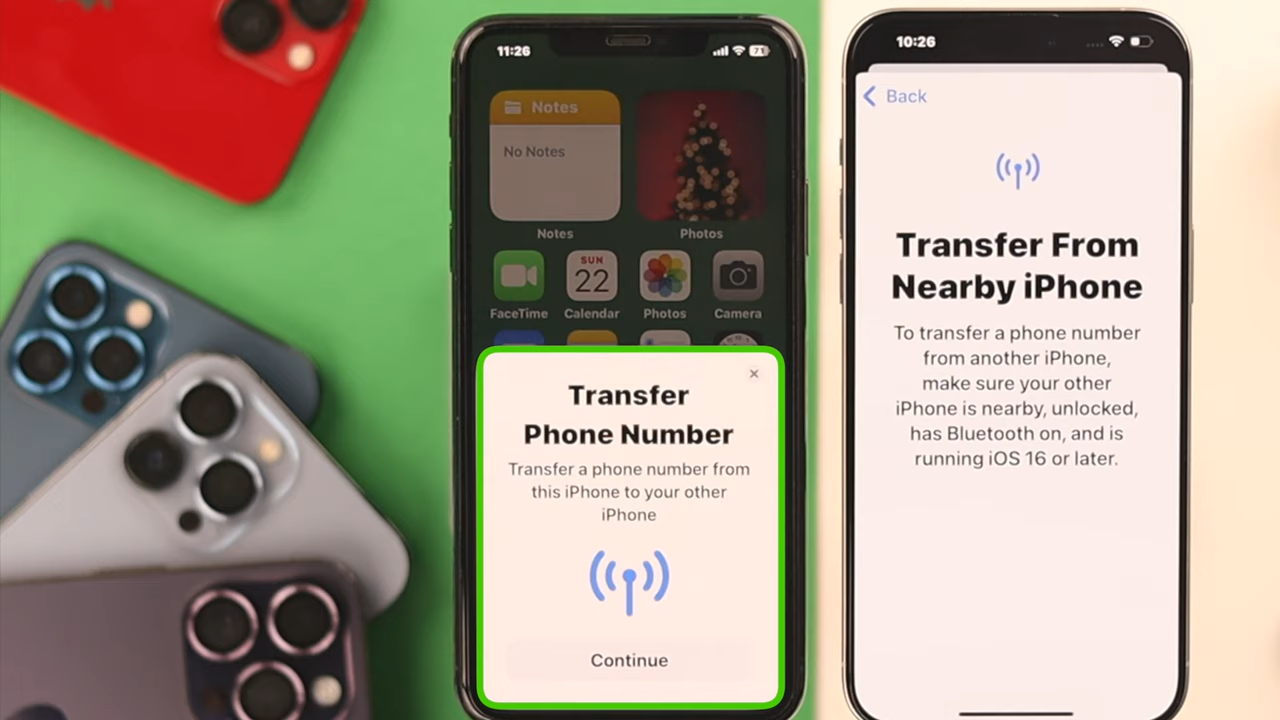 11:26
71
Notes
No Notes
Notes
Photos
SUN
22
FaceTime
Calendar
Photos
Camera
×
Transfer
Phone Number
Transfer a phone number from
this iPhone to your other
iPhone
Continue
10:26
Back
Transfer From
Nearby iPhone
To transfer a phone number
from another iPhone,
make sure your other
iPhone is nearby, unlocked,
has Bluetooth on, and is
running iOS 16 or later.